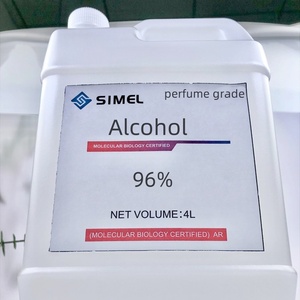 SIMEL perfume grade
Alcohol
MOLECULAR BIOLOGY CERTIFIED
96%
NET VOLUME:4L
(MOLECULAR BIOLOGY CERTIFIED) AR